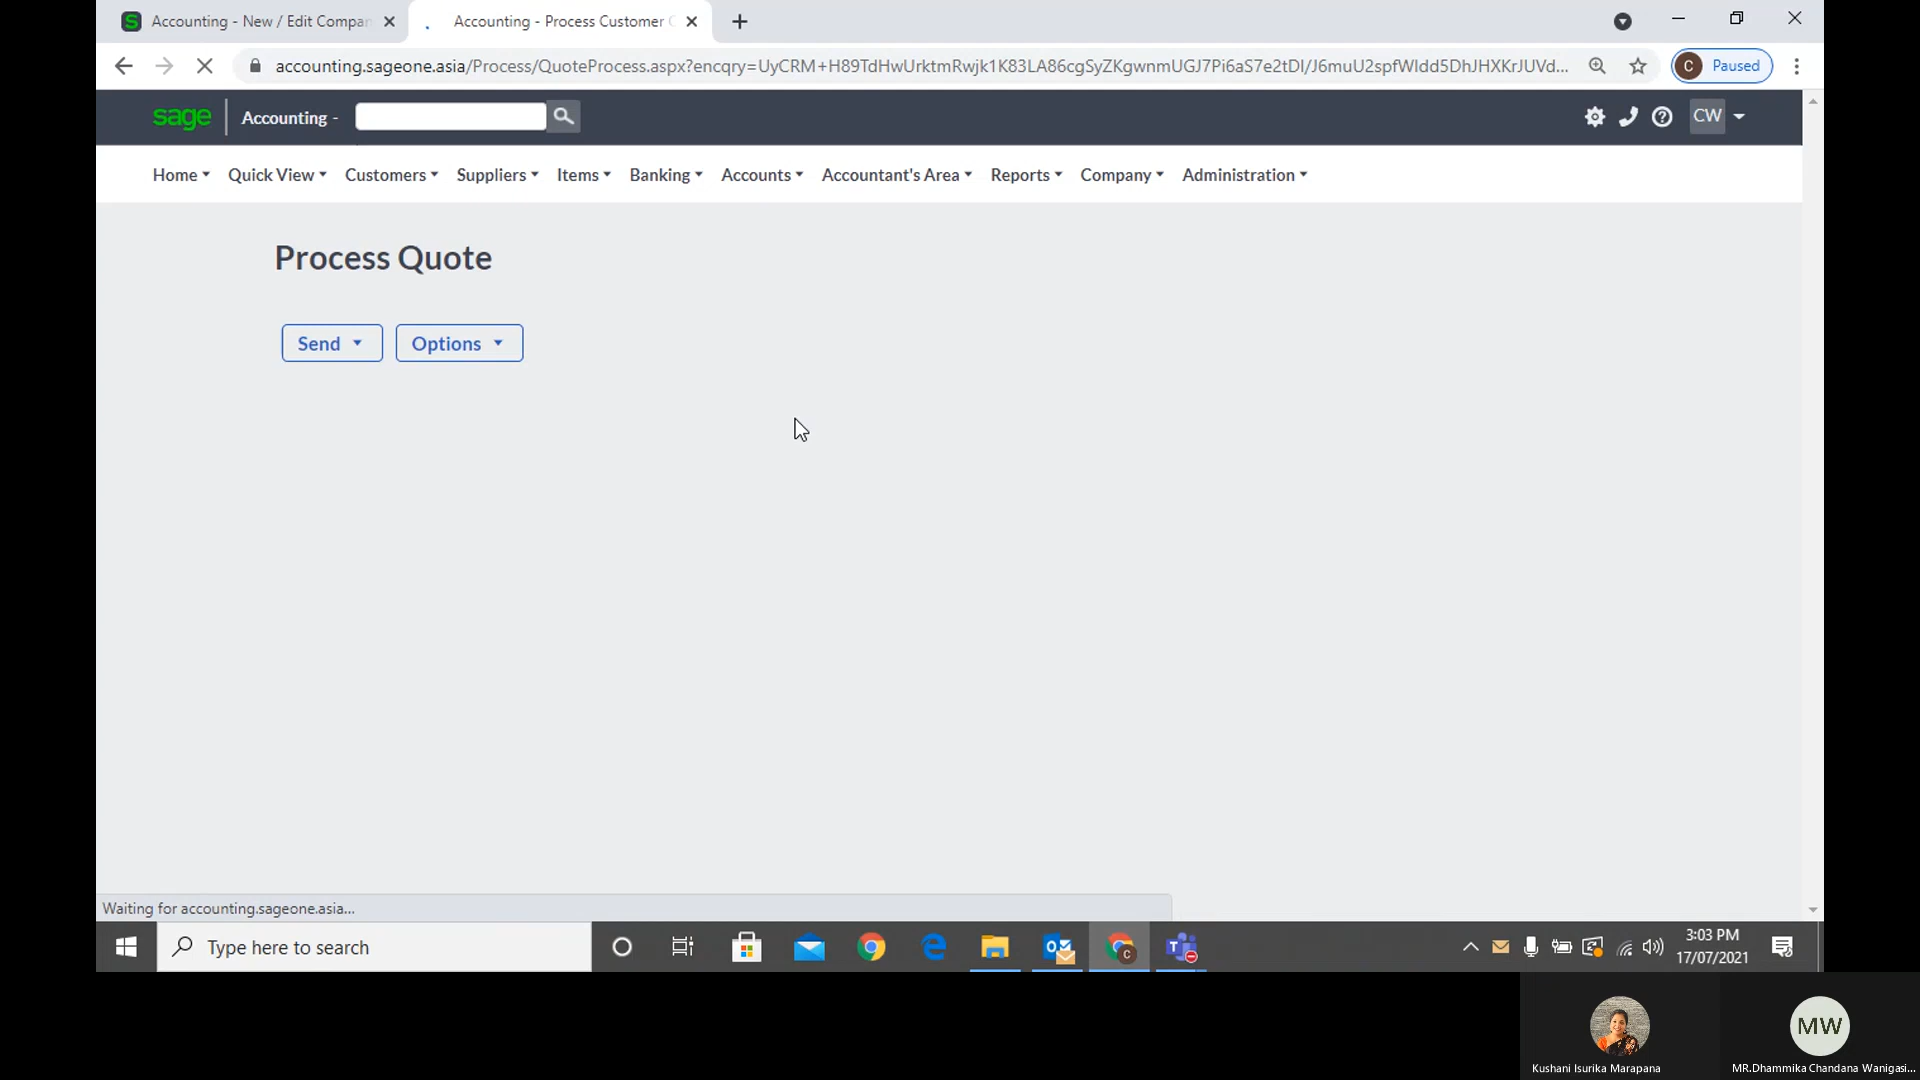 Accounting - New / Edit Compan
Accounting - Process Customer
accounting.sageone.asia/Process/QuoteProcess.aspx?encqry=UyCRM+H89TdHwUrktmRwjk1K83LA86cgSyZKgwnmUGJ7Pi6aS7e2tDI/J6muU2spfWIdd5DhJHXKrJUVd...
C Paused
sage Accounting - CW
Home Quick View Customers Suppliers Items Banking Accounts Accountant's Area Reports Company Administration
Process Quote
Send Options
Waiting for accounting.sageone.asia...
Type here to search
3:03 PM
17/07/2021
MW
Kushani Isurika Marapana
MR.Dhammika Chandana Wanigasi...